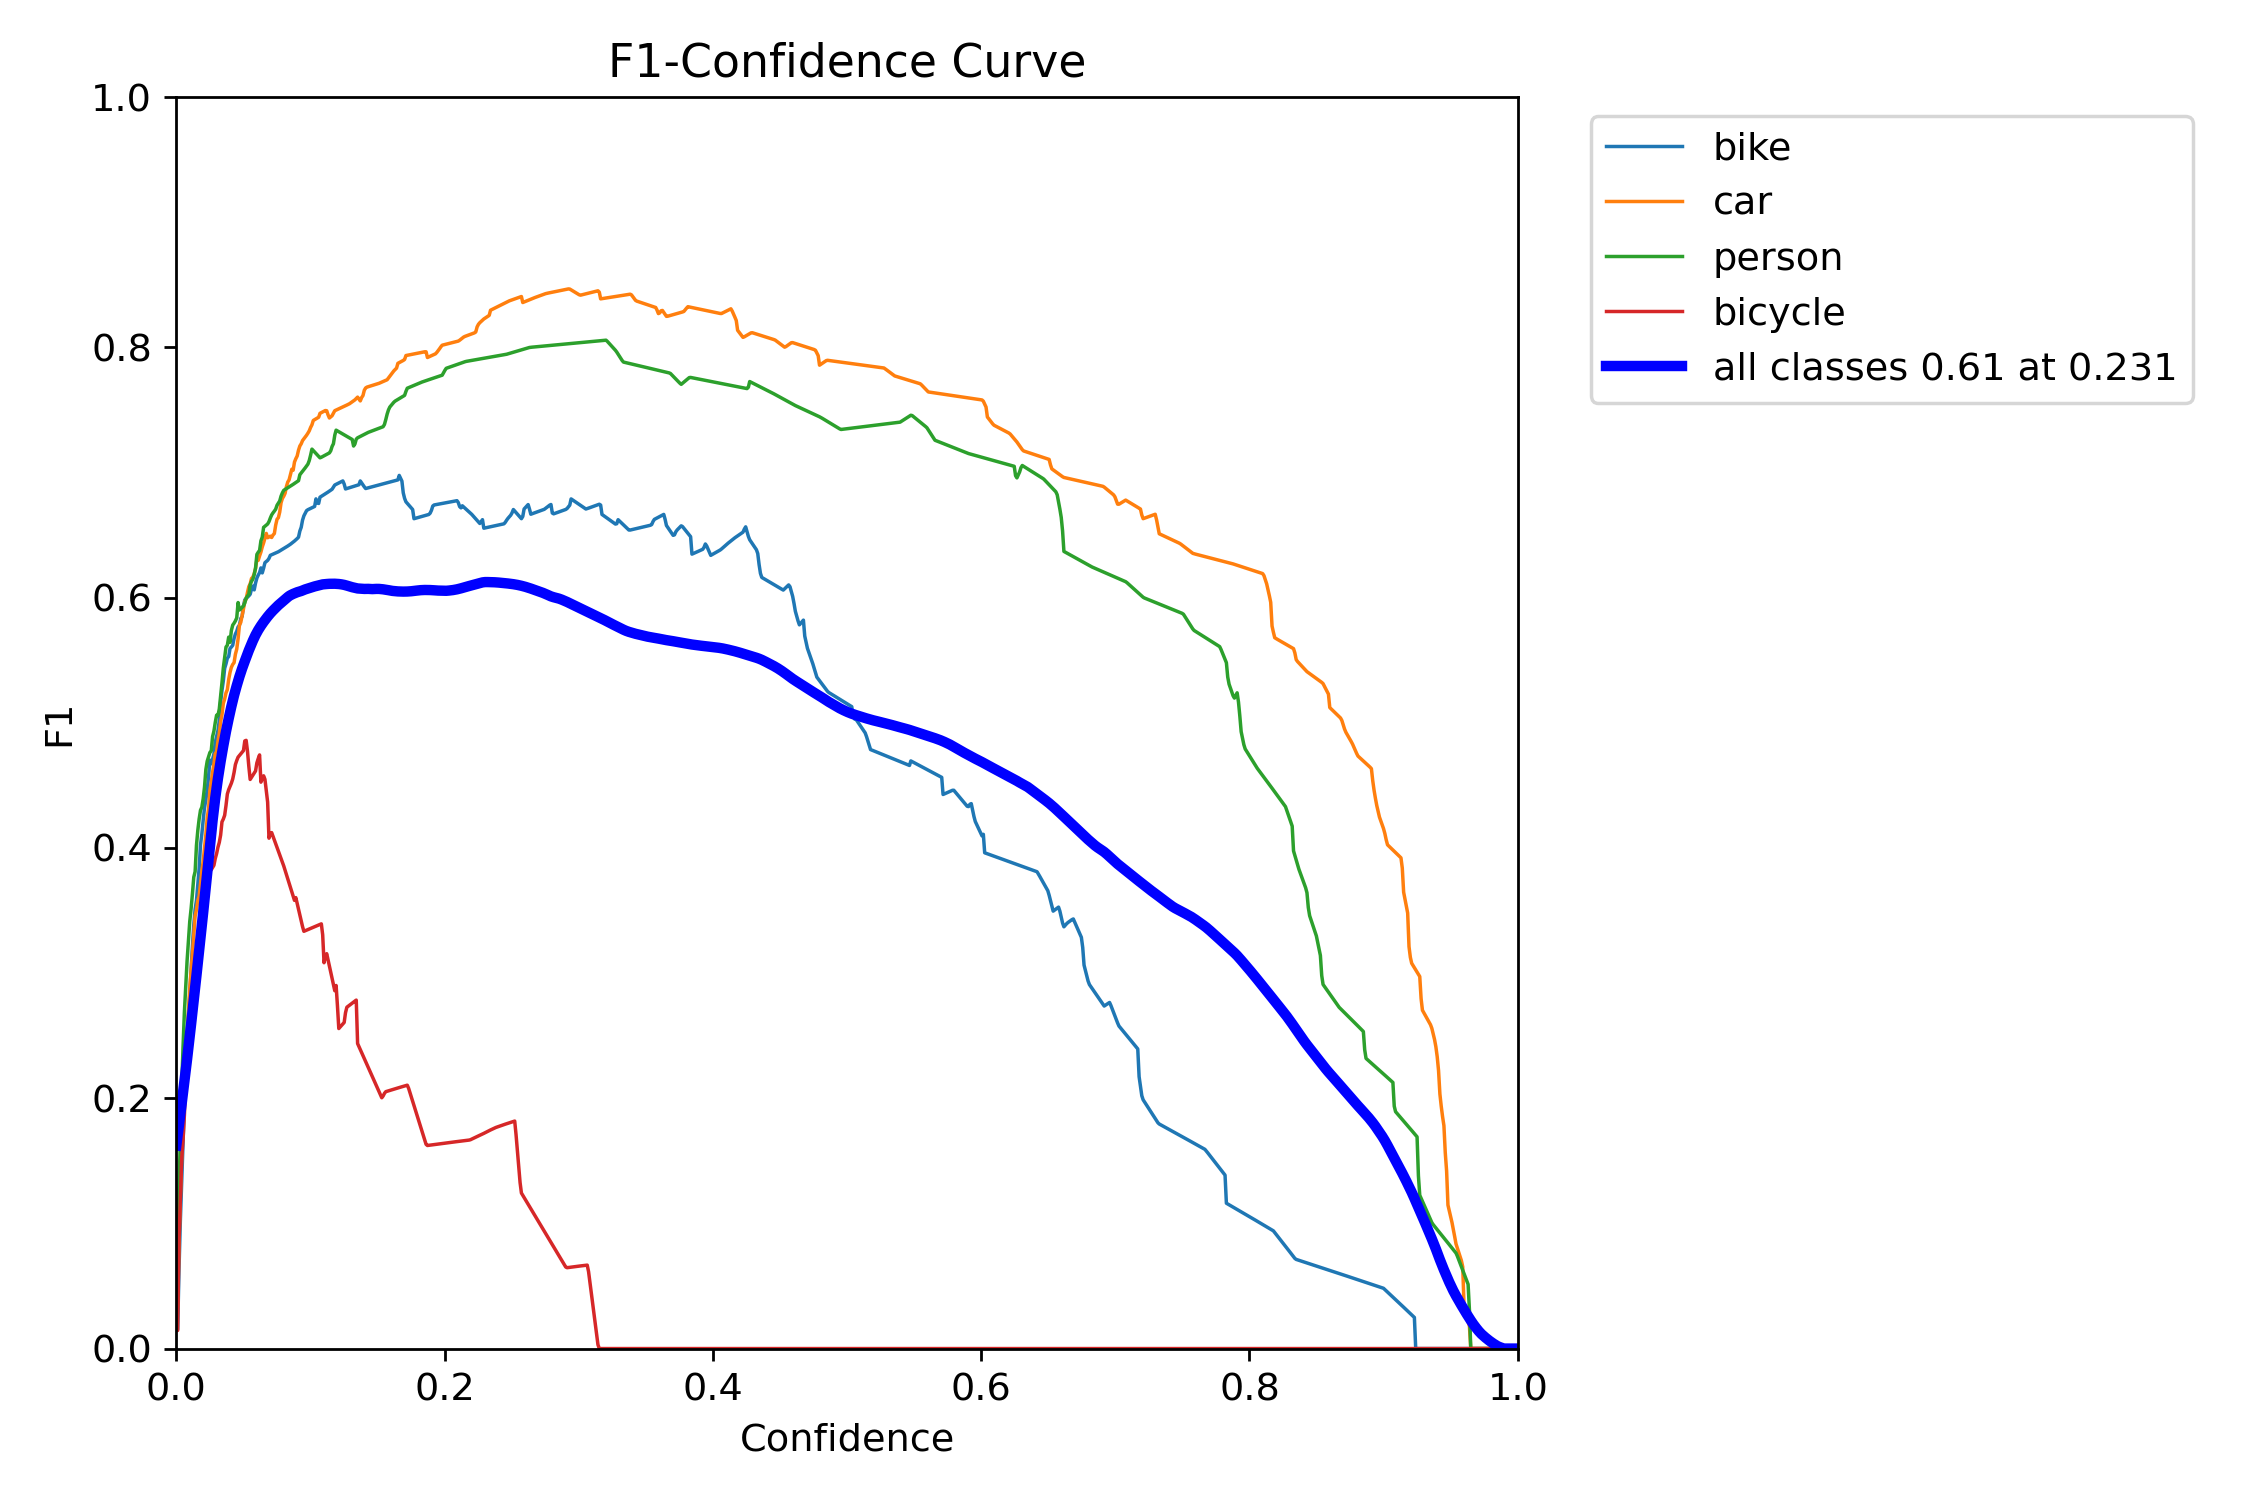 F1-Confidence Curve
1.0
0.8
0.6
0.4
0.2
0.0
F1
0.0 0.2 0.4 0.6 0.8 1.0
Confidence
bike
car
person
bicycle
all classes 0.61 at 0.231